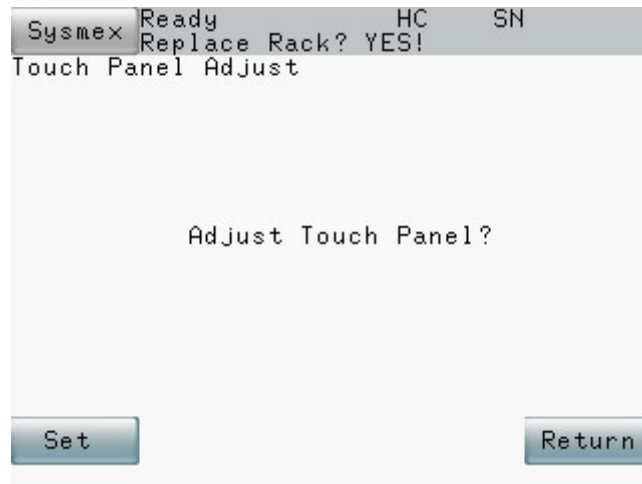 Sysmex Ready HC SN
Replace Rack? YES!
Touch Panel Adjust
Adjust Touch Panel?
Set Return